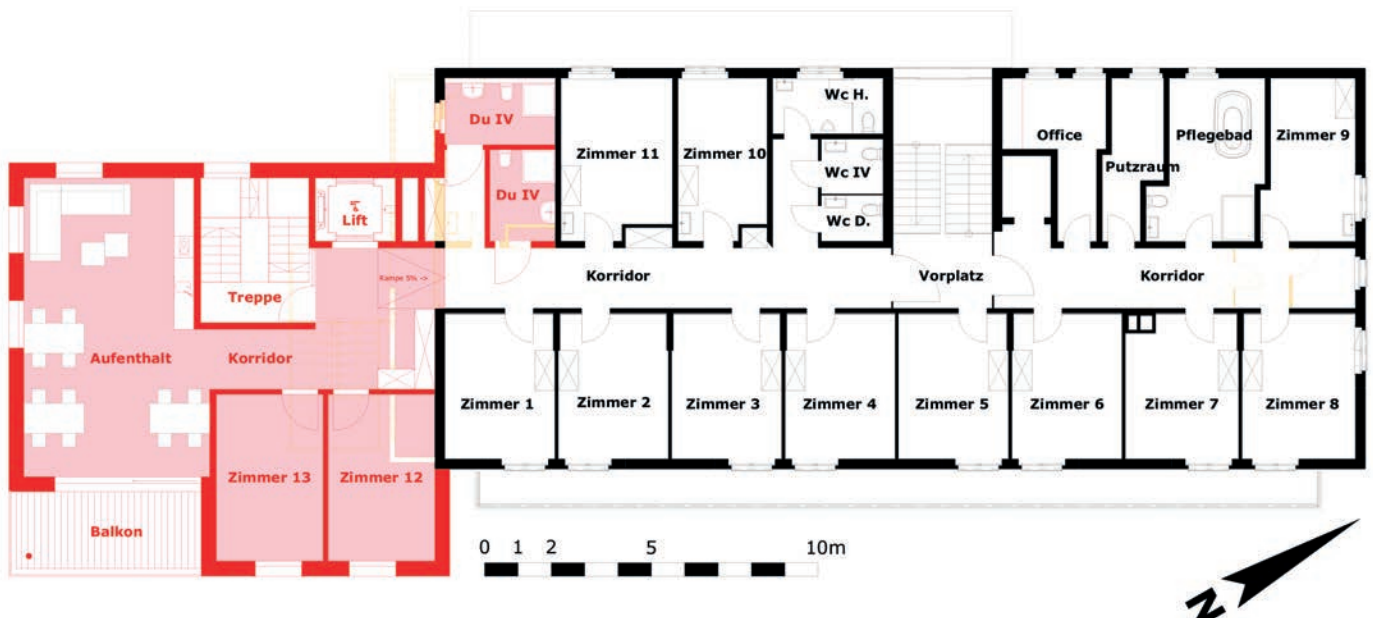 Du IV
Zimmer 11
Zimmer 10
Wc H.
Wc IV
Wc D.
Office
Putzraum
Pflegebad
Zimmer 9
Du IV
Lift
Treppe
Rampe 5% ->
Korridor
Vorplatz
Korridor
Aufenthalt
Korridor
Zimmer 1
Zimmer 2
Zimmer 3
Zimmer 4
Zimmer 5
Zimmer 6
Zimmer 7
Zimmer 8
Zimmer 13
Zimmer 12
Balkon
0 1 2 5 10m
N